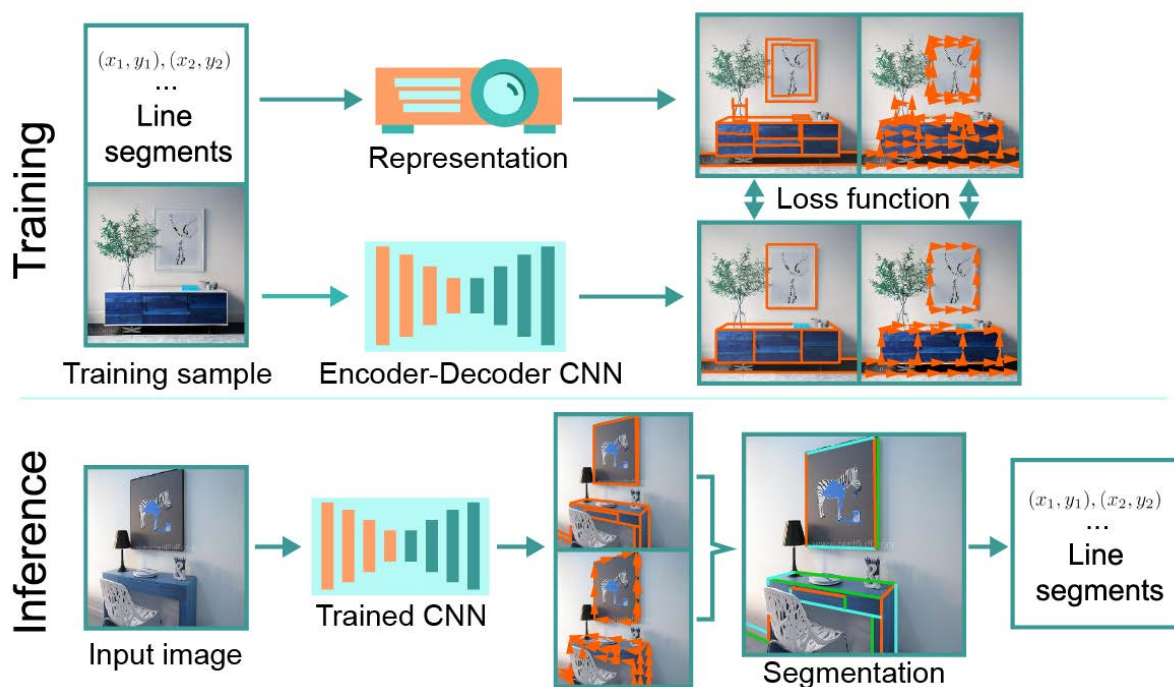 Training
(x₁, y₁), (x₂, y₂)
...
Line
segments
Representation
Loss function
Training sample
Encoder-Decoder CNN
Inference
Input image
Trained CNN
Segmentation
(x₁, y₁), (x₂, y₂)
...
Line
segments